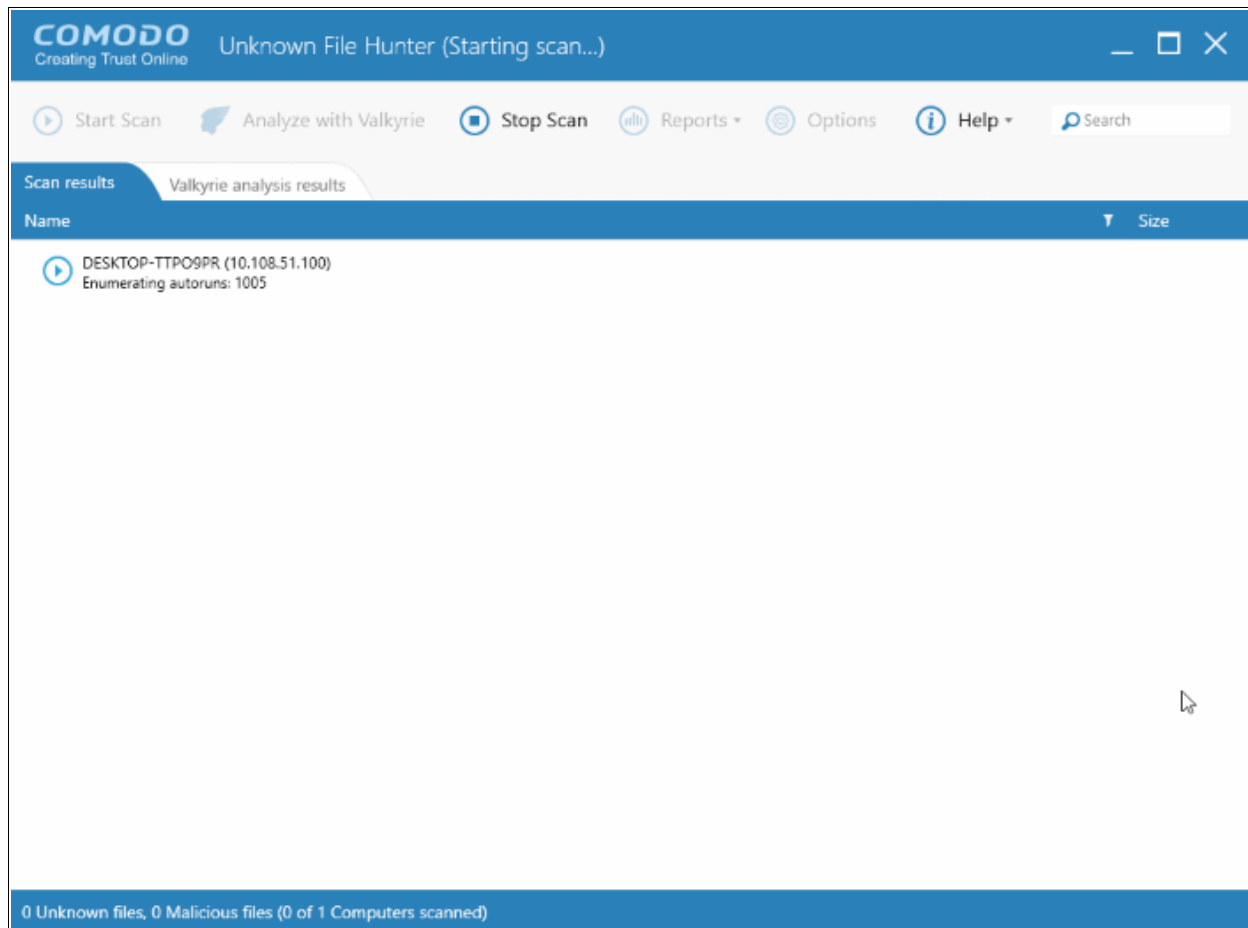 COMODO
Creating Trust Online
Unknown File Hunter (Starting scan...)
Start Scan
Analyze with Valkyrie
Stop Scan
Reports
Options
Help
Search
Scan results
Valkyrie analysis results
Name
Size
DESKTOP-TTPO9PR (10.108.51.100)
Enumerating autoruns: 1005
0 Unknown files, 0 Malicious files (0 of 1 Computers scanned)